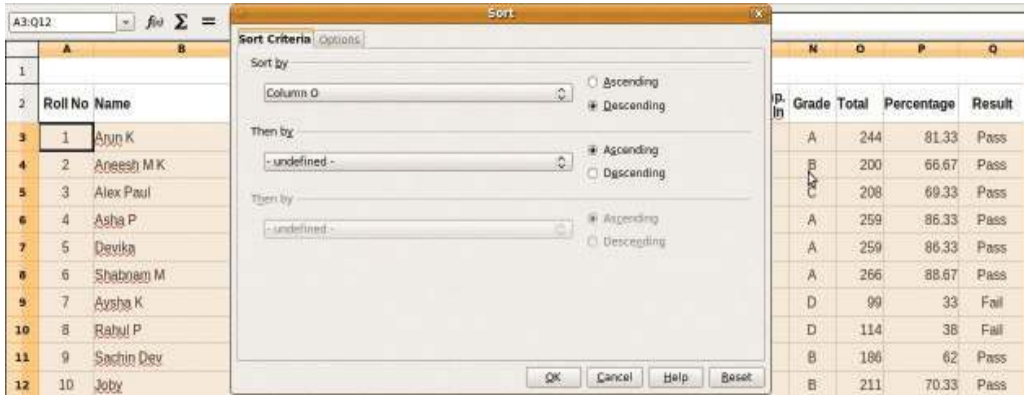 A3:Q12 f(x) Σ =
Sort
Sort Criteria Options
Sort by
Column O
Ascending
Descending
Then by
- undefined -
Ascending
Descending
Then by
- undefined -
Ascending
Descending
OK Cancel Help Reset
A B N O P Q
1
2 Roll No Name In Grade Total Percentage Result
3 1 Arun K A 244 81.33 Pass
4 2 Aneesh M K B 200 66.67 Pass
5 3 Alex Paul C 208 69.33 Pass
6 4 Asha P A 259 86.33 Pass
7 5 Devika A 259 86.33 Pass
8 6 Shabnam M A 266 88.67 Pass
9 7 Aysha K D 99 33 Fail
10 8 Rahul P D 114 38 Fail
11 9 Sachin Dev B 186 62 Pass
12 10 Joby B 211 70.33 Pass